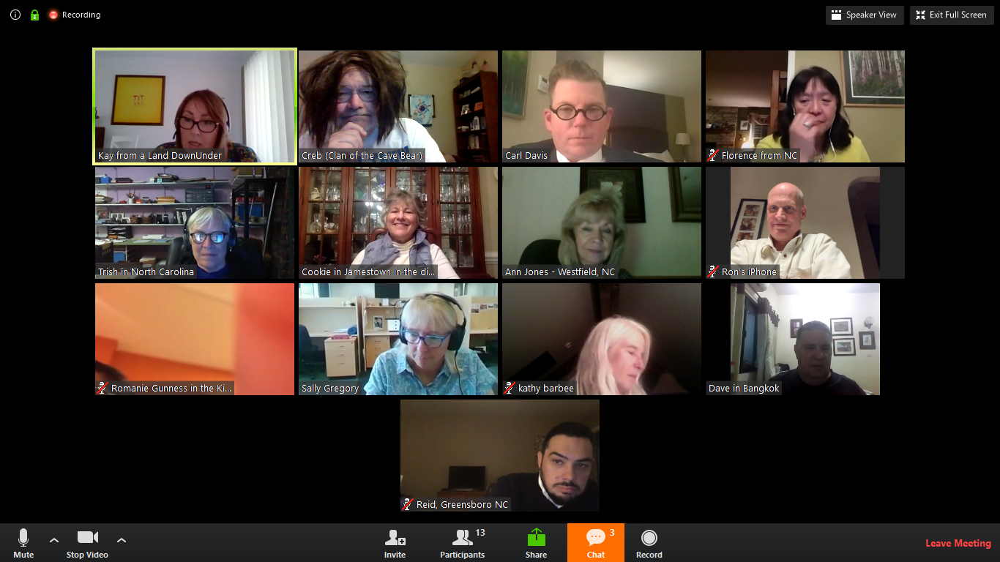 Recording
Speaker View
Exit Full Screen
Kay from a Land DownUnder
Creb (Clan of the Cave Bear)
Carl Davis
Florence from NC
Trish in North Carolina
Cookie in Jamestown in the di...
Ann Jones - Westfield, NC
Ron's iPhone
Romanie Gunness in the Ki...
Sally Gregory
kathy barbee
Dave in Bangkok
Reid, Greensboro NC
Mute
Stop Video
Invite
Participants
13
Share
Chat
3
Record
Leave Meeting